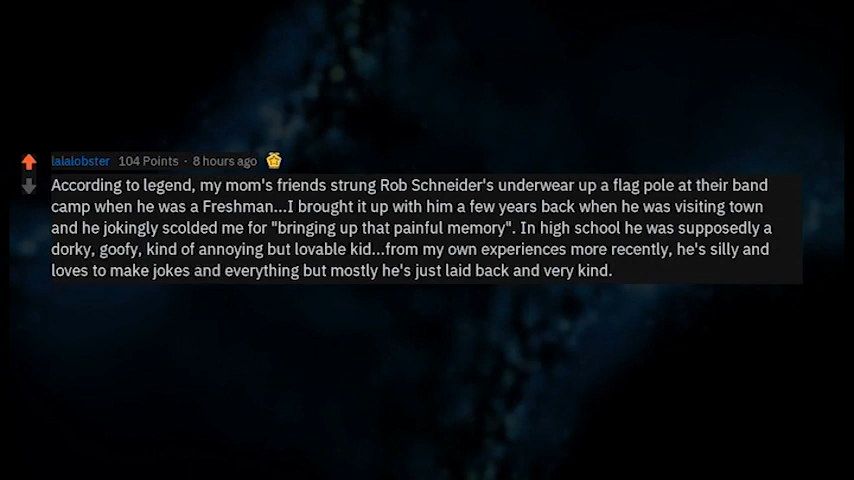 lalalobster 104 Points · 8 hours ago
According to legend, my mom's friends strung Rob Schneider's underwear up a flag pole at their band
camp when he was a Freshman...I brought it up with him a few years back when he was visiting town
and he jokingly scolded me for "bringing up that painful memory". In high school he was supposedly a
dorky, goofy, kind of annoying but lovable kid...from my own experiences more recently, he's silly and
loves to make jokes and everything but mostly he's just laid back and very kind.